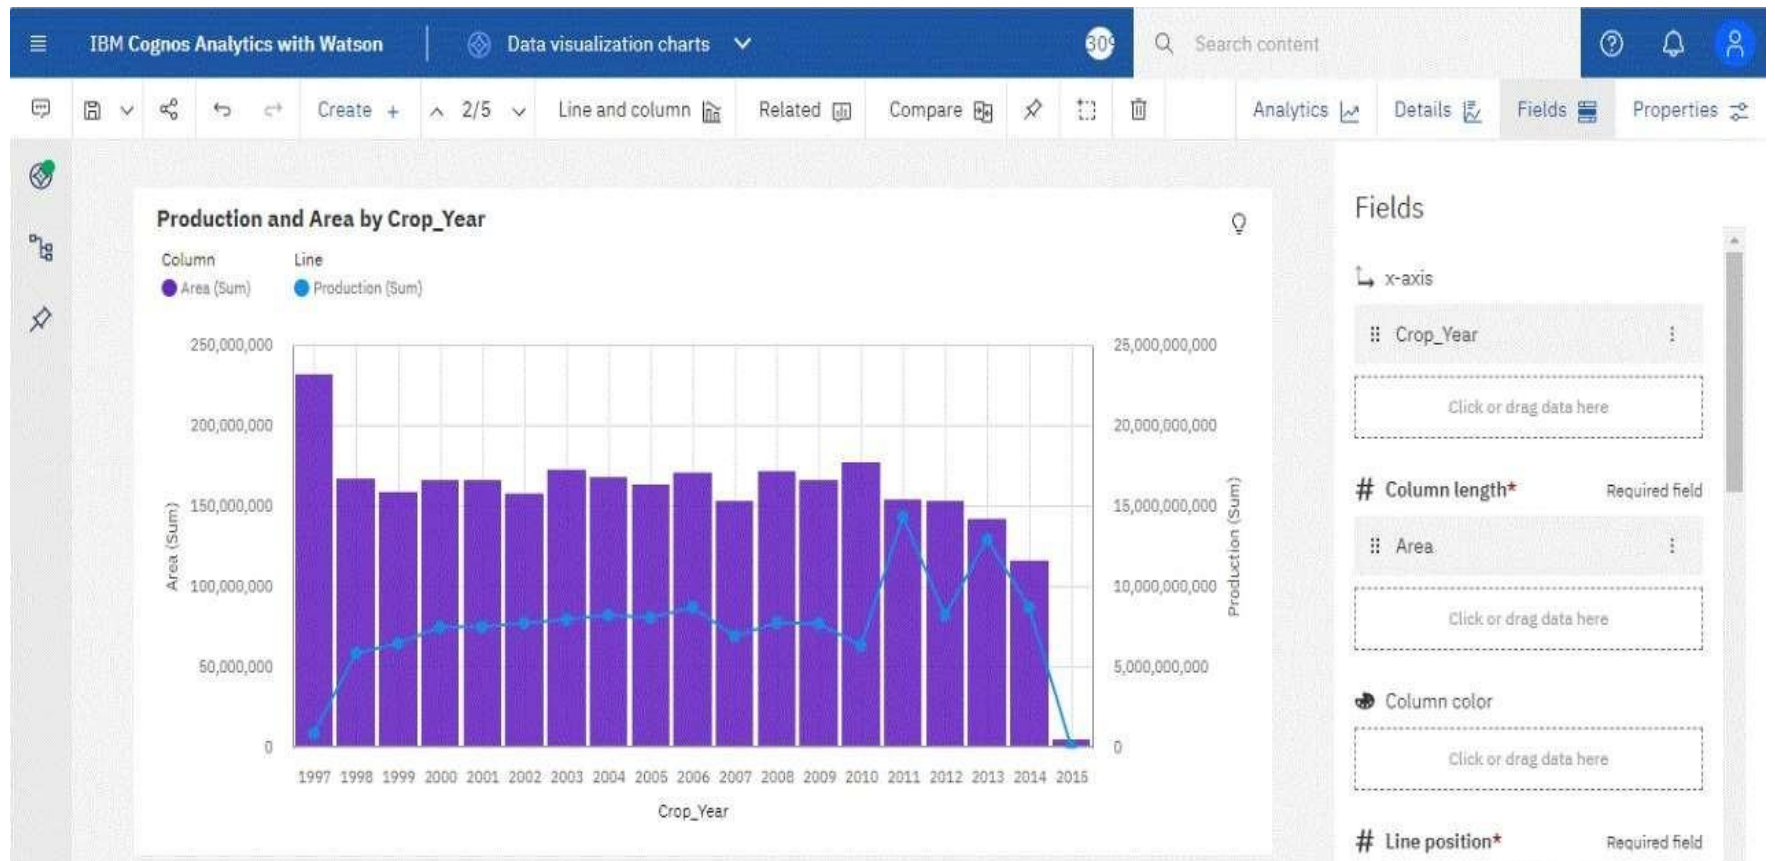 IBM Cognos Analytics with Watson
Data visualization charts
Search content
Create +
2/5
Line and column
Related
Compare
Analytics
Details
Fields
Properties
Production and Area by Crop_Year
Column Line
Area (Sum) Production (Sum)
250,000,000
200,000,000
150,000,000
100,000,000
50,000,000
0
Area (Sum)
25,000,000,000
20,000,000,000
15,000,000,000
10,000,000,000
5,000,000,000
0
Production (Sum)
1997 1998 1999 2000 2001 2002 2003 2004 2005 2006 2007 2008 2009 2010 2011 2012 2013 2014 2015
Crop_Year
Fields
x-axis
Crop_Year
Click or drag data here
# Column length* Required field
Area
Click or drag data here
Column color
Click or drag data here
# Line position* Required field